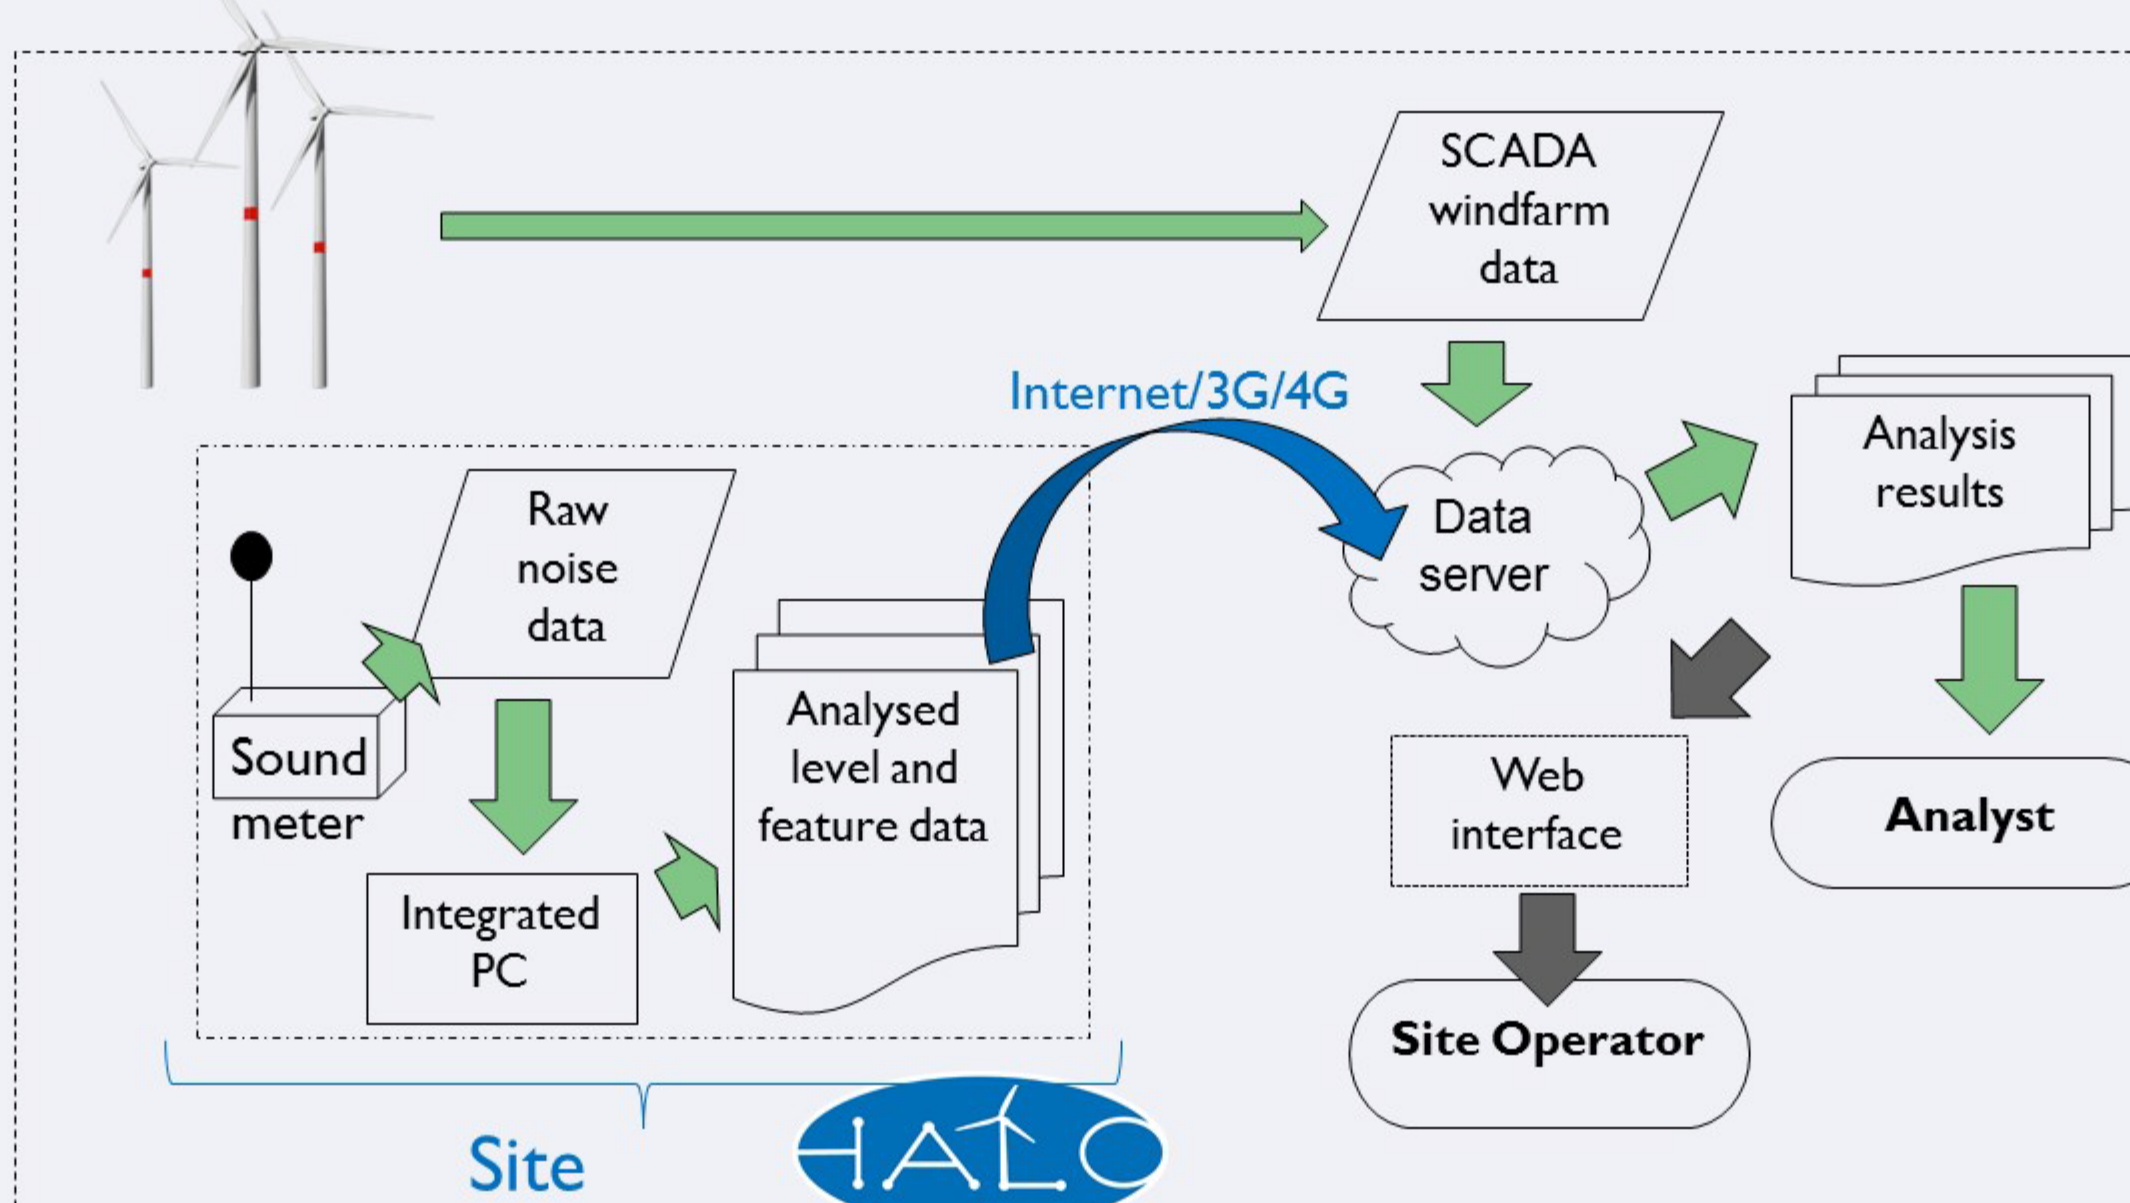 SCADA
windfarm
data
Internet/3G/4G
Analysis
results
Raw
noise
data
Data
server
Sound
meter
Analysed
level and
feature data
Web
interface
Analyst
Integrated
PC
Site Operator
Site
HALO